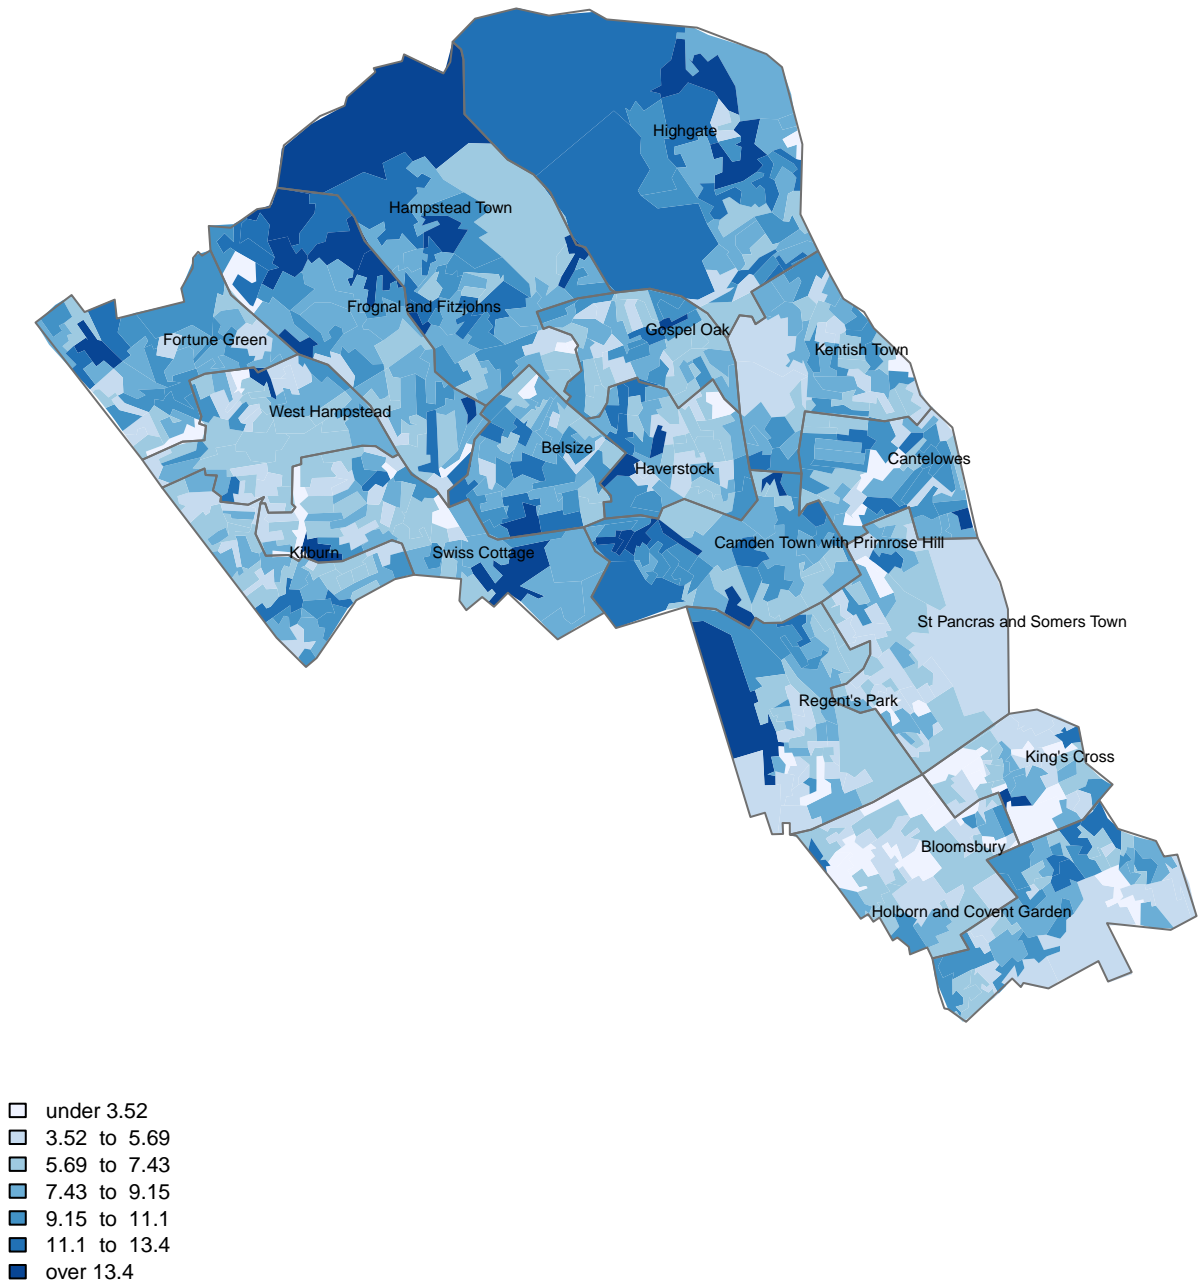 Highgate
Hampstead Town
Frognal and Fitzjohns
Gospel Oak
Fortune Green
Kentish Town
West Hampstead
Belsize
Cantelowes
Haverstock
Camden Town with Primrose Hill
Kilburn
Swiss Cottage
St Pancras and Somers Town
Regent's Park
King's Cross
Bloomsbury
Holborn and Covent Garden
under 3.52
3.52 to 5.69
5.69 to 7.43
7.43 to 9.15
9.15 to 11.1
11.1 to 13.4
over 13.4